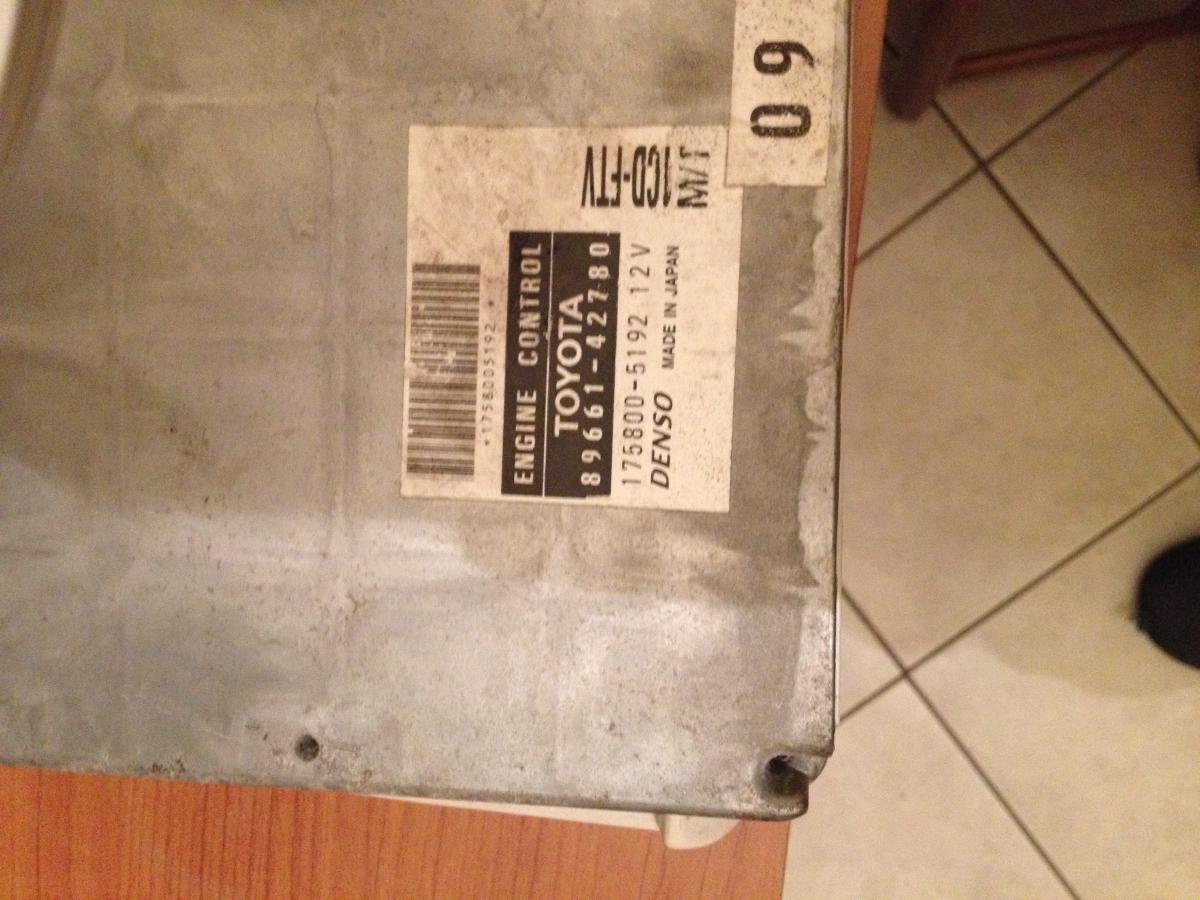 09
1CD-FTV
M/T
*1758005192 *
ENGINE CONTROL
TOYOTA
89661-42780
175800-5192 12V
DENSO MADE IN JAPAN